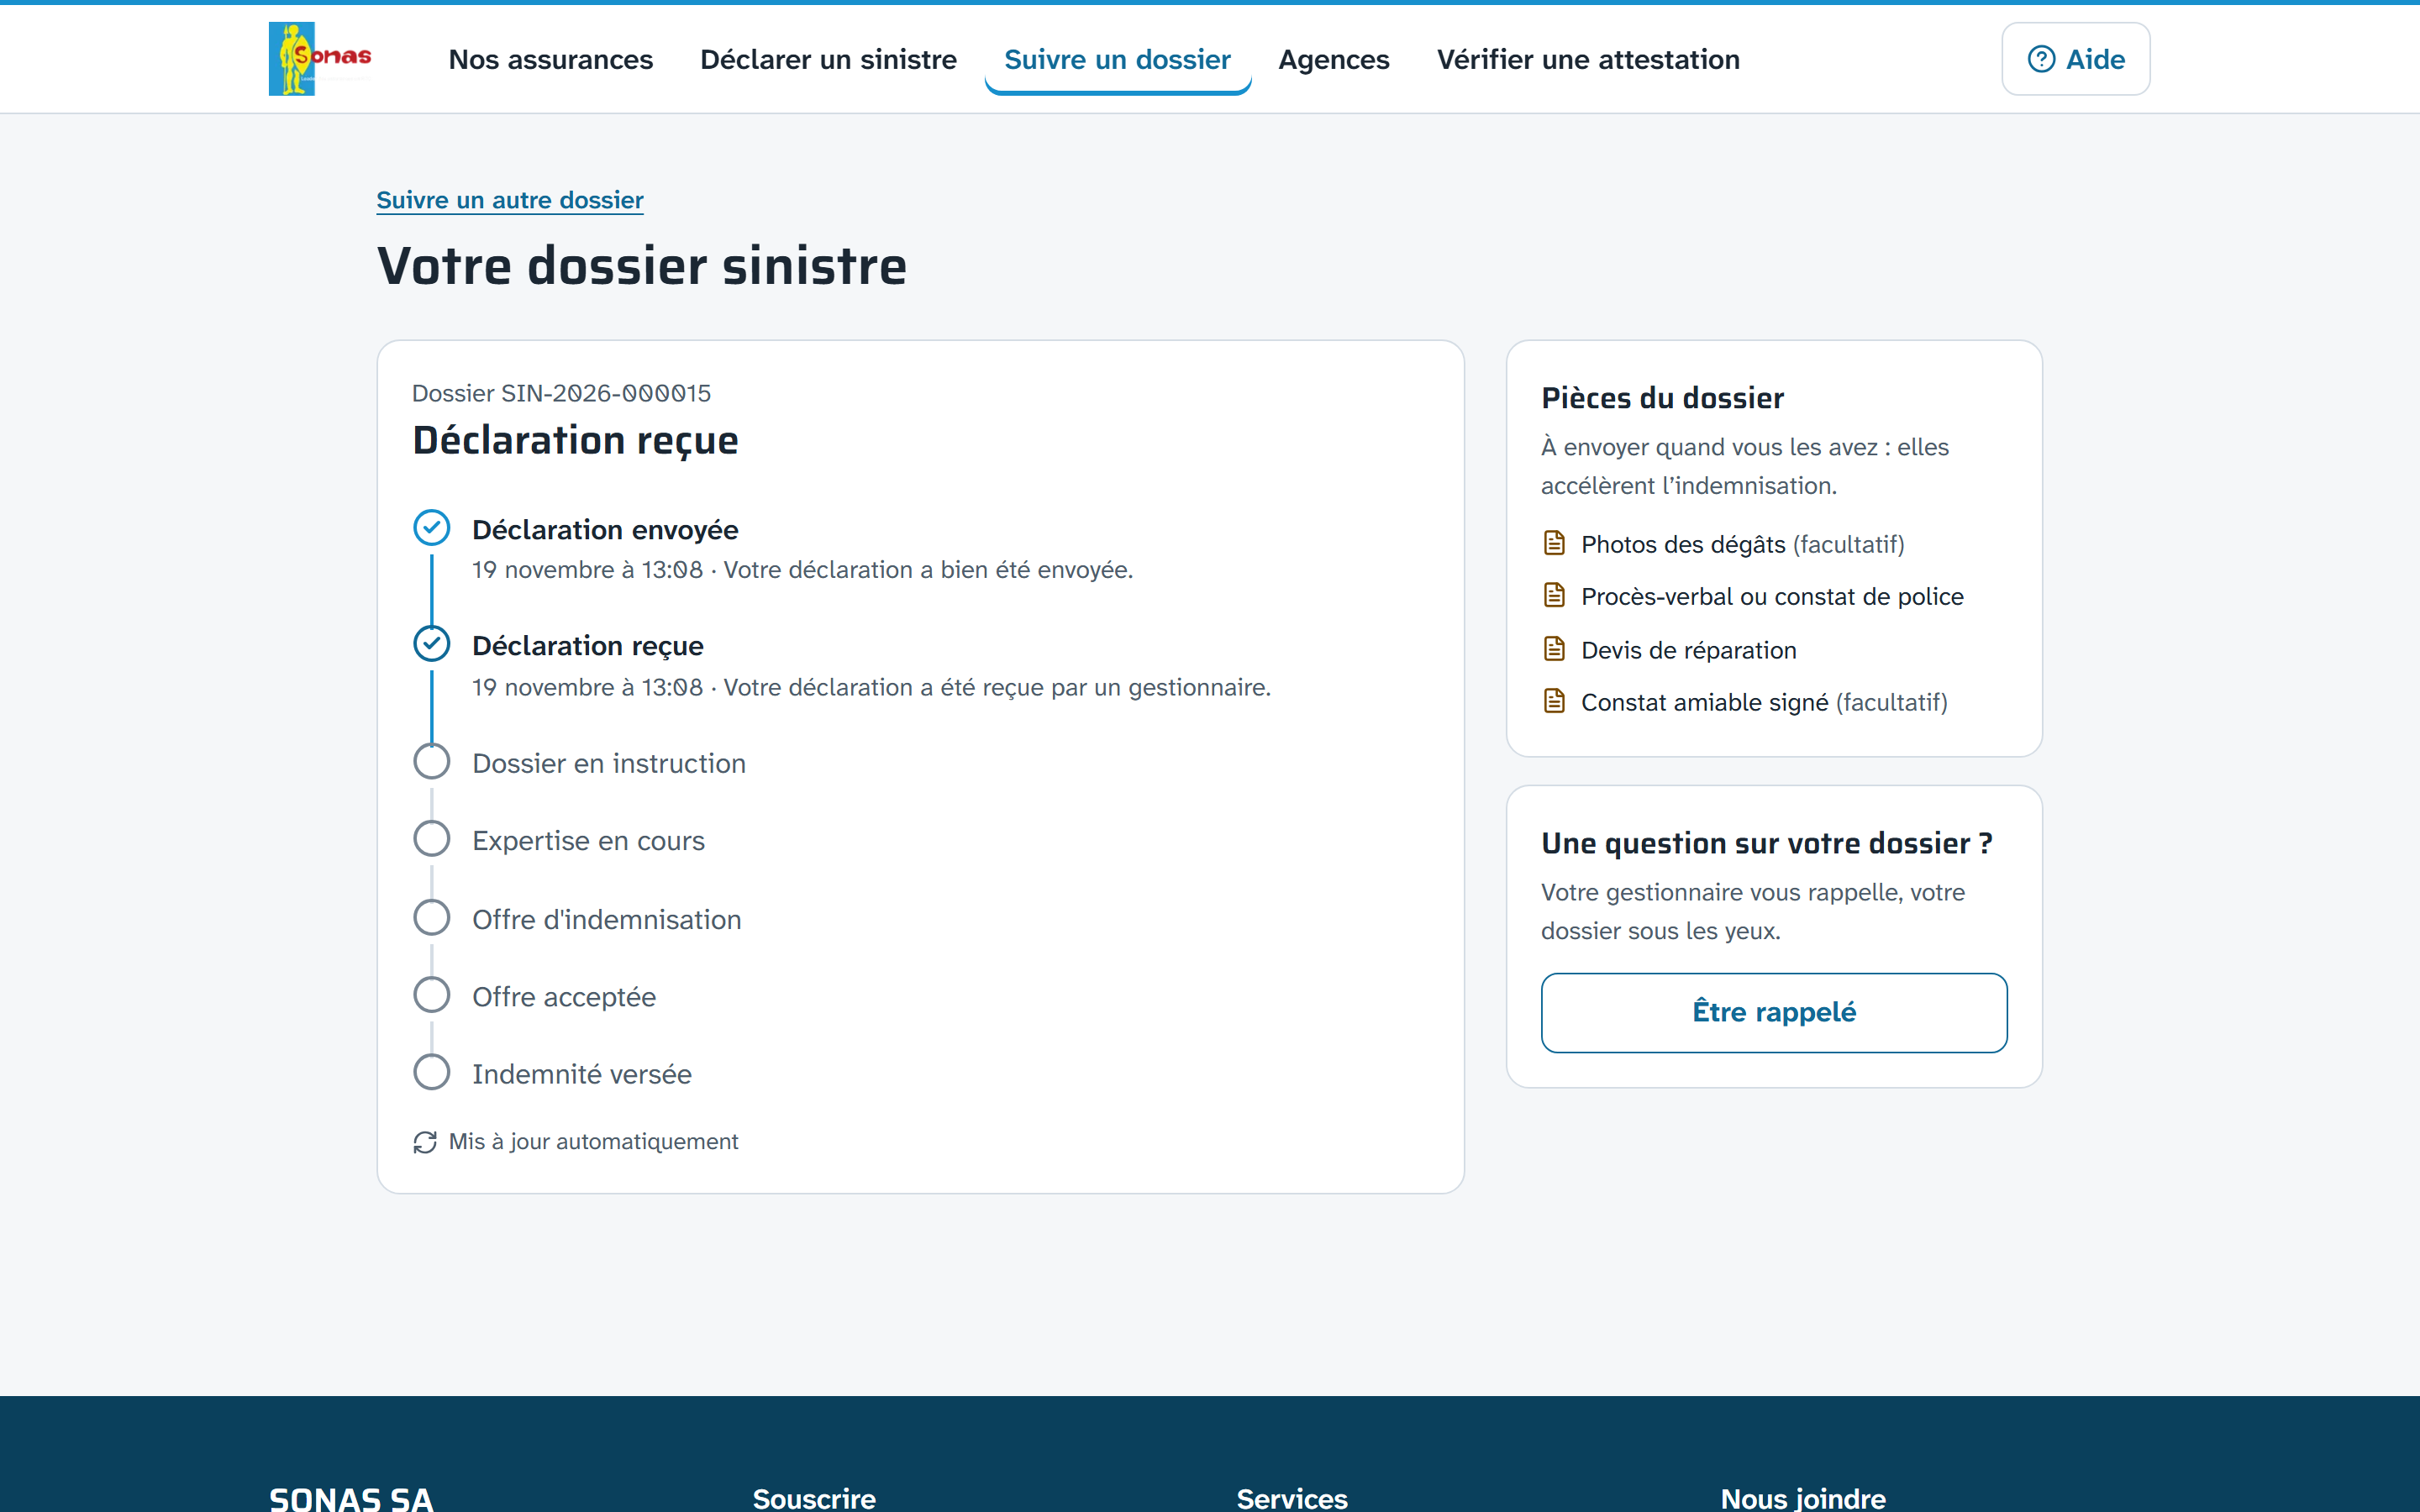 Sonas
Nos assurances
Déclarer un sinistre
Suivre un dossier
Agences
Vérifier une attestation
Aide
Suivre un autre dossier
Votre dossier sinistre
Dossier SIN-2026-000015
Déclaration reçue
Déclaration envoyée
19 novembre à 13:08 · Votre déclaration a bien été envoyée.
Déclaration reçue
19 novembre à 13:08 · Votre déclaration a été reçue par un gestionnaire.
Dossier en instruction
Expertise en cours
Offre d'indemnisation
Offre acceptée
Indemnité versée
Mis à jour automatiquement
Pièces du dossier
À envoyer quand vous les avez : elles
accélèrent l’indemnisation.
Photos des dégâts (facultatif)
Procès-verbal ou constat de police
Devis de réparation
Constat amiable signé (facultatif)
Une question sur votre dossier ?
Votre gestionnaire vous rappelle, votre
dossier sous les yeux.
Être rappelé
SONAS SA
Souscrire
Services
Nous joindre